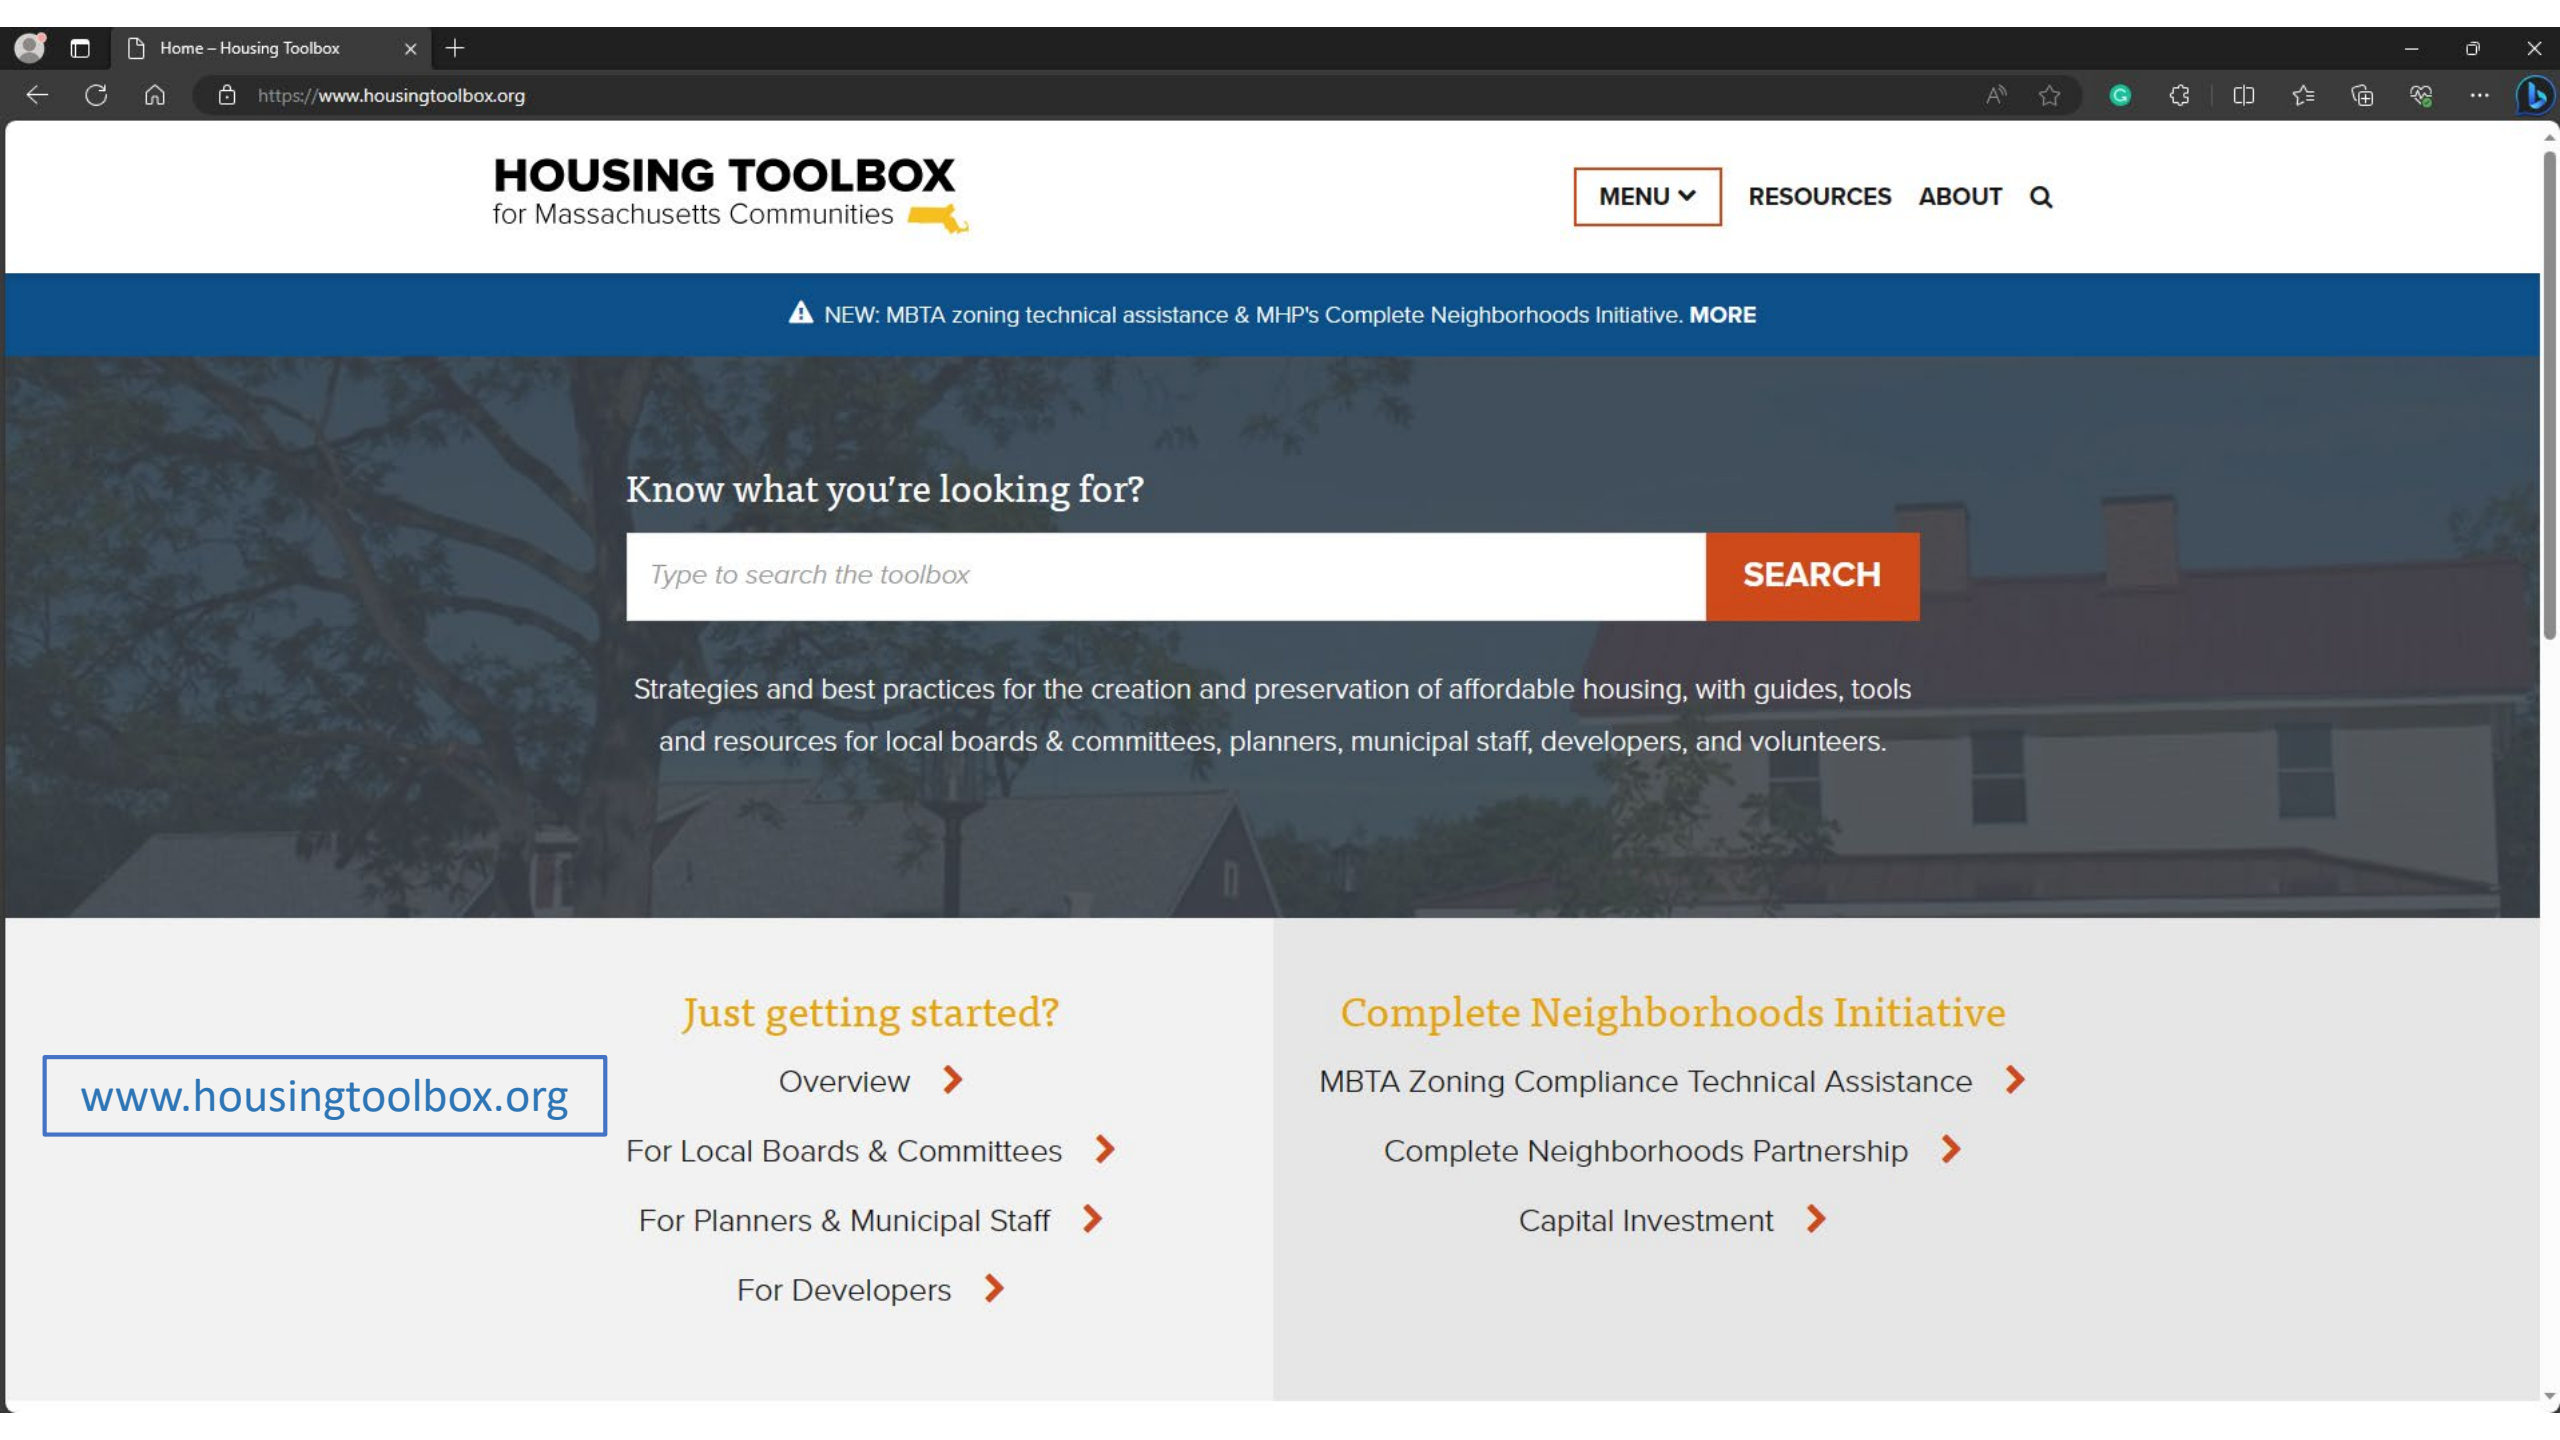 Home – Housing Toolbox
https://www.housingtoolbox.org
HOUSING TOOLBOX
for Massachusetts Communities
MENU
RESOURCES
ABOUT
NEW: MBTA zoning technical assistance & MHP's Complete Neighborhoods Initiative. MORE
Know what you're looking for?
Type to search the toolbox
SEARCH
Strategies and best practices for the creation and preservation of affordable housing, with guides, tools
and resources for local boards & committees, planners, municipal staff, developers, and volunteers.
Just getting started?
Overview
For Local Boards & Committees
For Planners & Municipal Staff
For Developers
Complete Neighborhoods Initiative
MBTA Zoning Compliance Technical Assistance
Complete Neighborhoods Partnership
Capital Investment
www.housingtoolbox.org